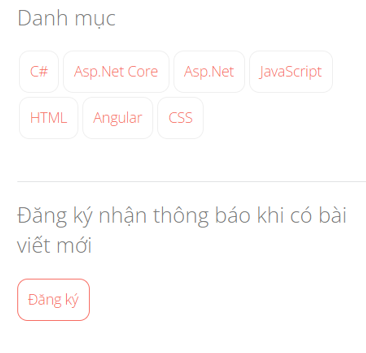 Danh mục
C# Asp.Net Core Asp.Net JavaScript
HTML Angular CSS
Đăng ký nhận thông báo khi có bài
viết mới
Đăng ký